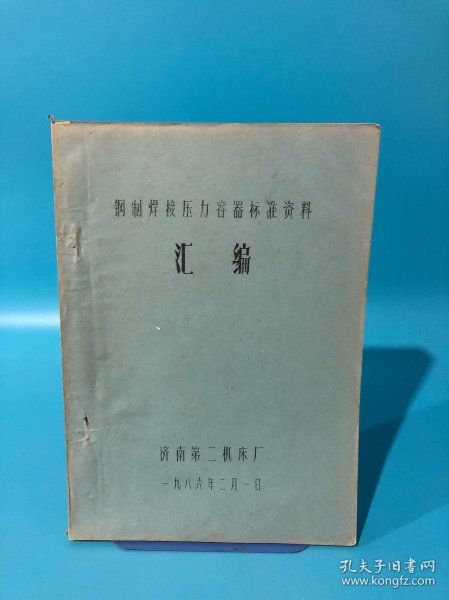 钢制焊接压力容器标准资料
汇编
济南第二机床厂
一九八六年二月一日
孔夫子旧书网
www.kongfz.com